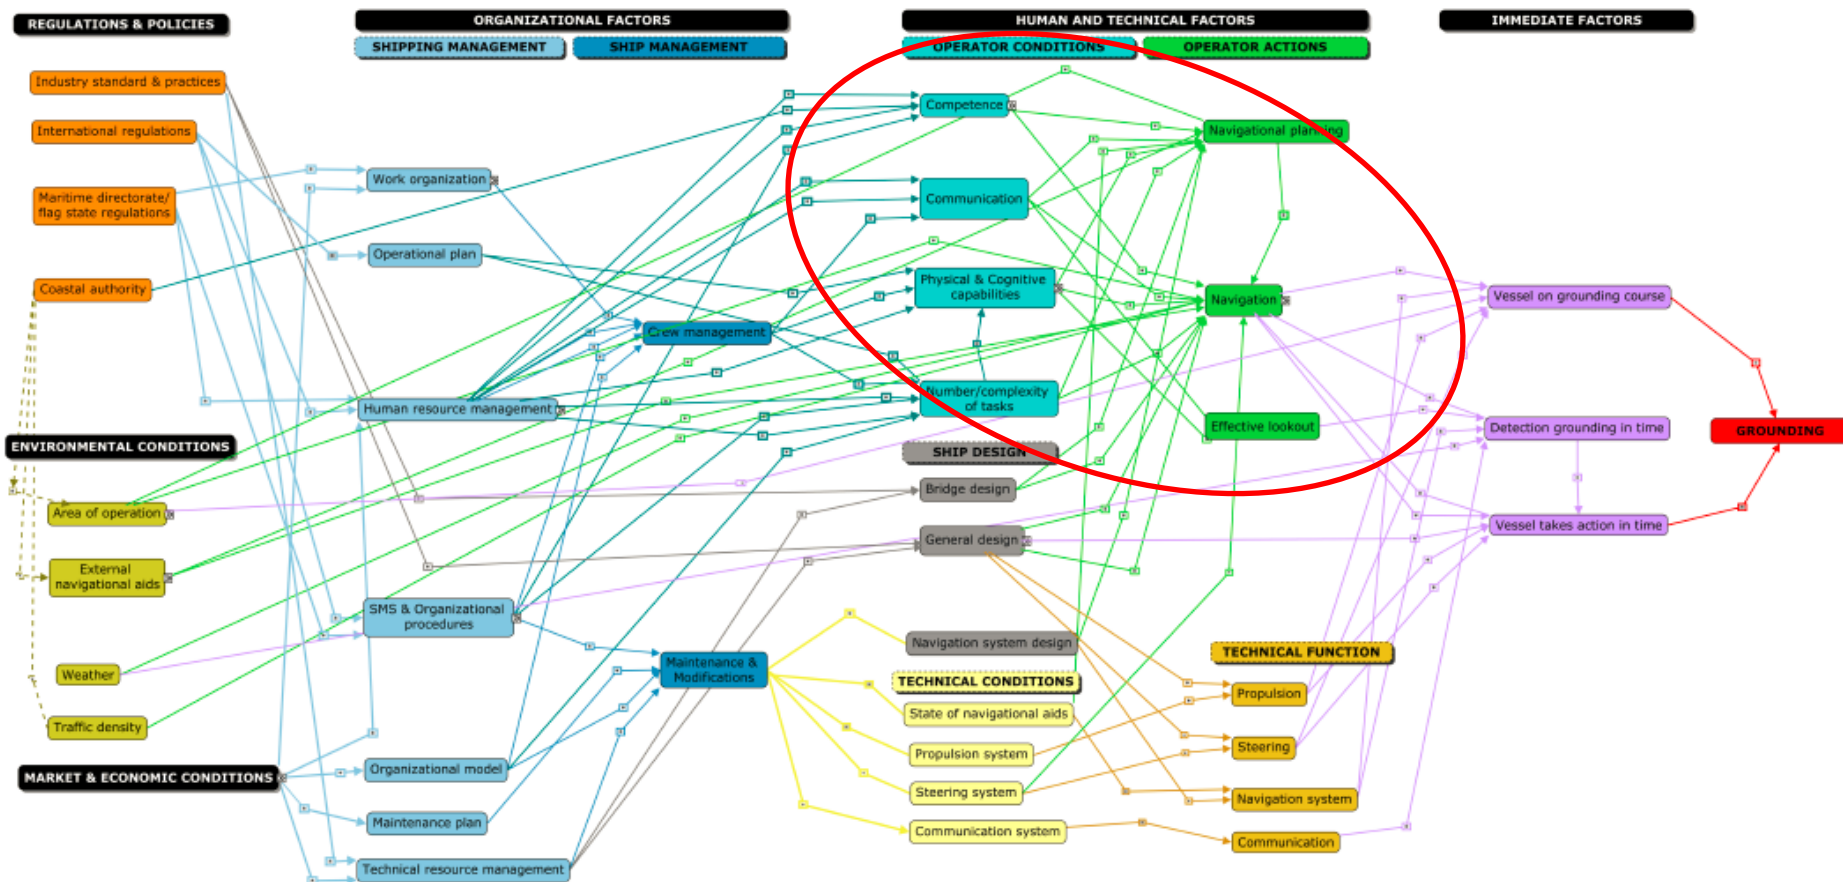 REGULATIONS & POLICIES
ORGANIZATIONAL FACTORS
HUMAN AND TECHNICAL FACTORS
IMMEDIATE FACTORS
SHIPPING MANAGEMENT
SHIP MANAGEMENT
OPERATOR CONDITIONS
OPERATOR ACTIONS
Industry standard & practices
International regulations
Maritime directorate/
flag state regulations
Coastal authority
ENVIRONMENTAL CONDITIONS
Area of operation
External
navigational aids
Weather
Traffic density
MARKET & ECONOMIC CONDITIONS
Work organization
Operational plan
Crew management
Human resource management
SMS & Organizational
procedures
Maintenance &
Modifications
Organizational model
Maintenance plan
Technical resource management
Competence
Communication
Physical & Cognitive
capabilities
Number/complexity
of tasks
SHIP DESIGN
Bridge design
General design
Navigation system design
TECHNICAL CONDITIONS
State of navigational aids
Propulsion system
Steering system
Communication system
Navigational planning
Navigation
Effective lookout
TECHNICAL FUNCTION
Propulsion
Steering
Navigation system
Communication
Vessel on grounding course
Detection grounding in time
Vessel takes action in time
GROUNDING